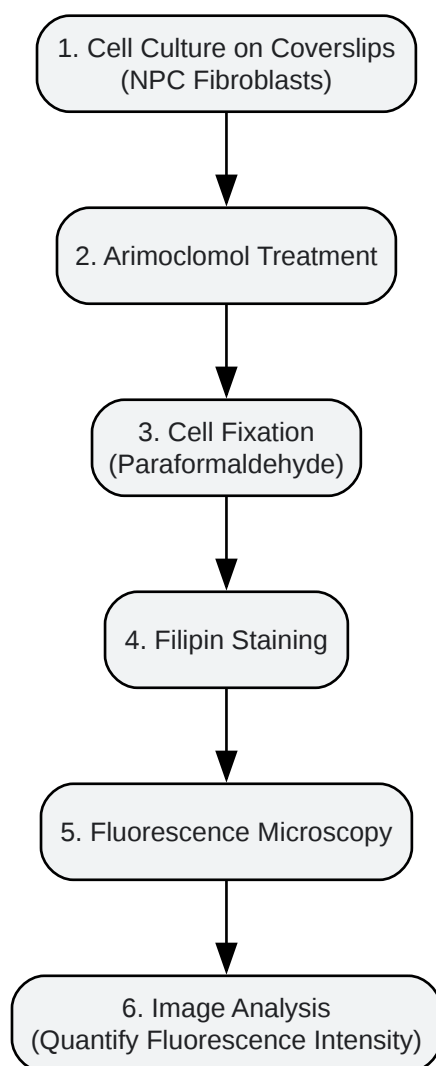 1. Cell Culture on Coverslips
(NPC Fibroblasts)
2. Arimoclomol Treatment
3. Cell Fixation
(Paraformaldehyde)
4. Filipin Staining
5. Fluorescence Microscopy
6. Image Analysis
(Quantify Fluorescence Intensity)